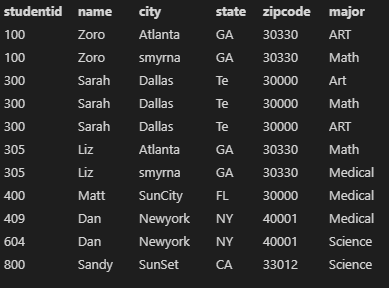 studentid name city state zipcode major
100 Zoro Atlanta GA 30330 ART
100 Zoro smyrna GA 30330 Math
300 Sarah Dallas Te 30000 Art
300 Sarah Dallas Te 30000 Math
300 Sarah Dallas Te 30000 ART
305 Liz Atlanta GA 30330 Math
305 Liz smyrna GA 30330 Medical
400 Matt SunCity FL 30000 Medical
409 Dan Newyork NY 40001 Medical
604 Dan Newyork NY 40001 Science
800 Sandy SunSet CA 33012 Science